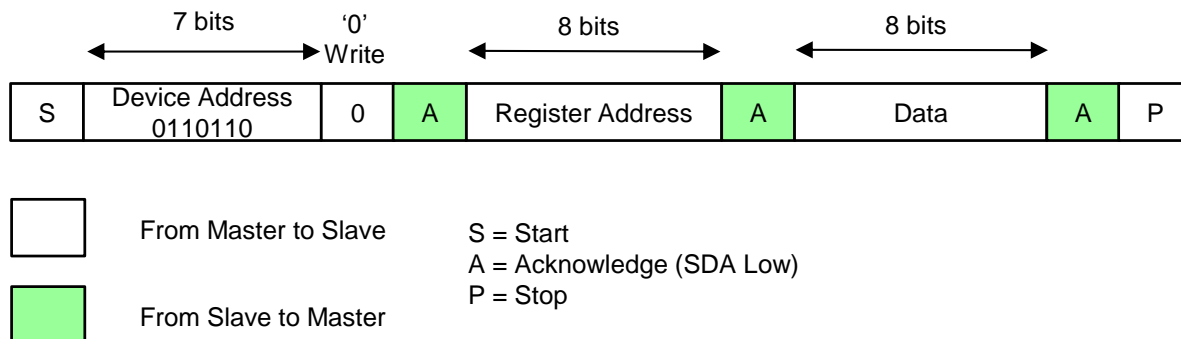 7 bits
‘0’
Write
8 bits
8 bits
S
Device Address
0110110
0
A
Register Address
A
Data
A
P
From Master to Slave
From Slave to Master
S = Start
A = Acknowledge (SDA Low)
P = Stop